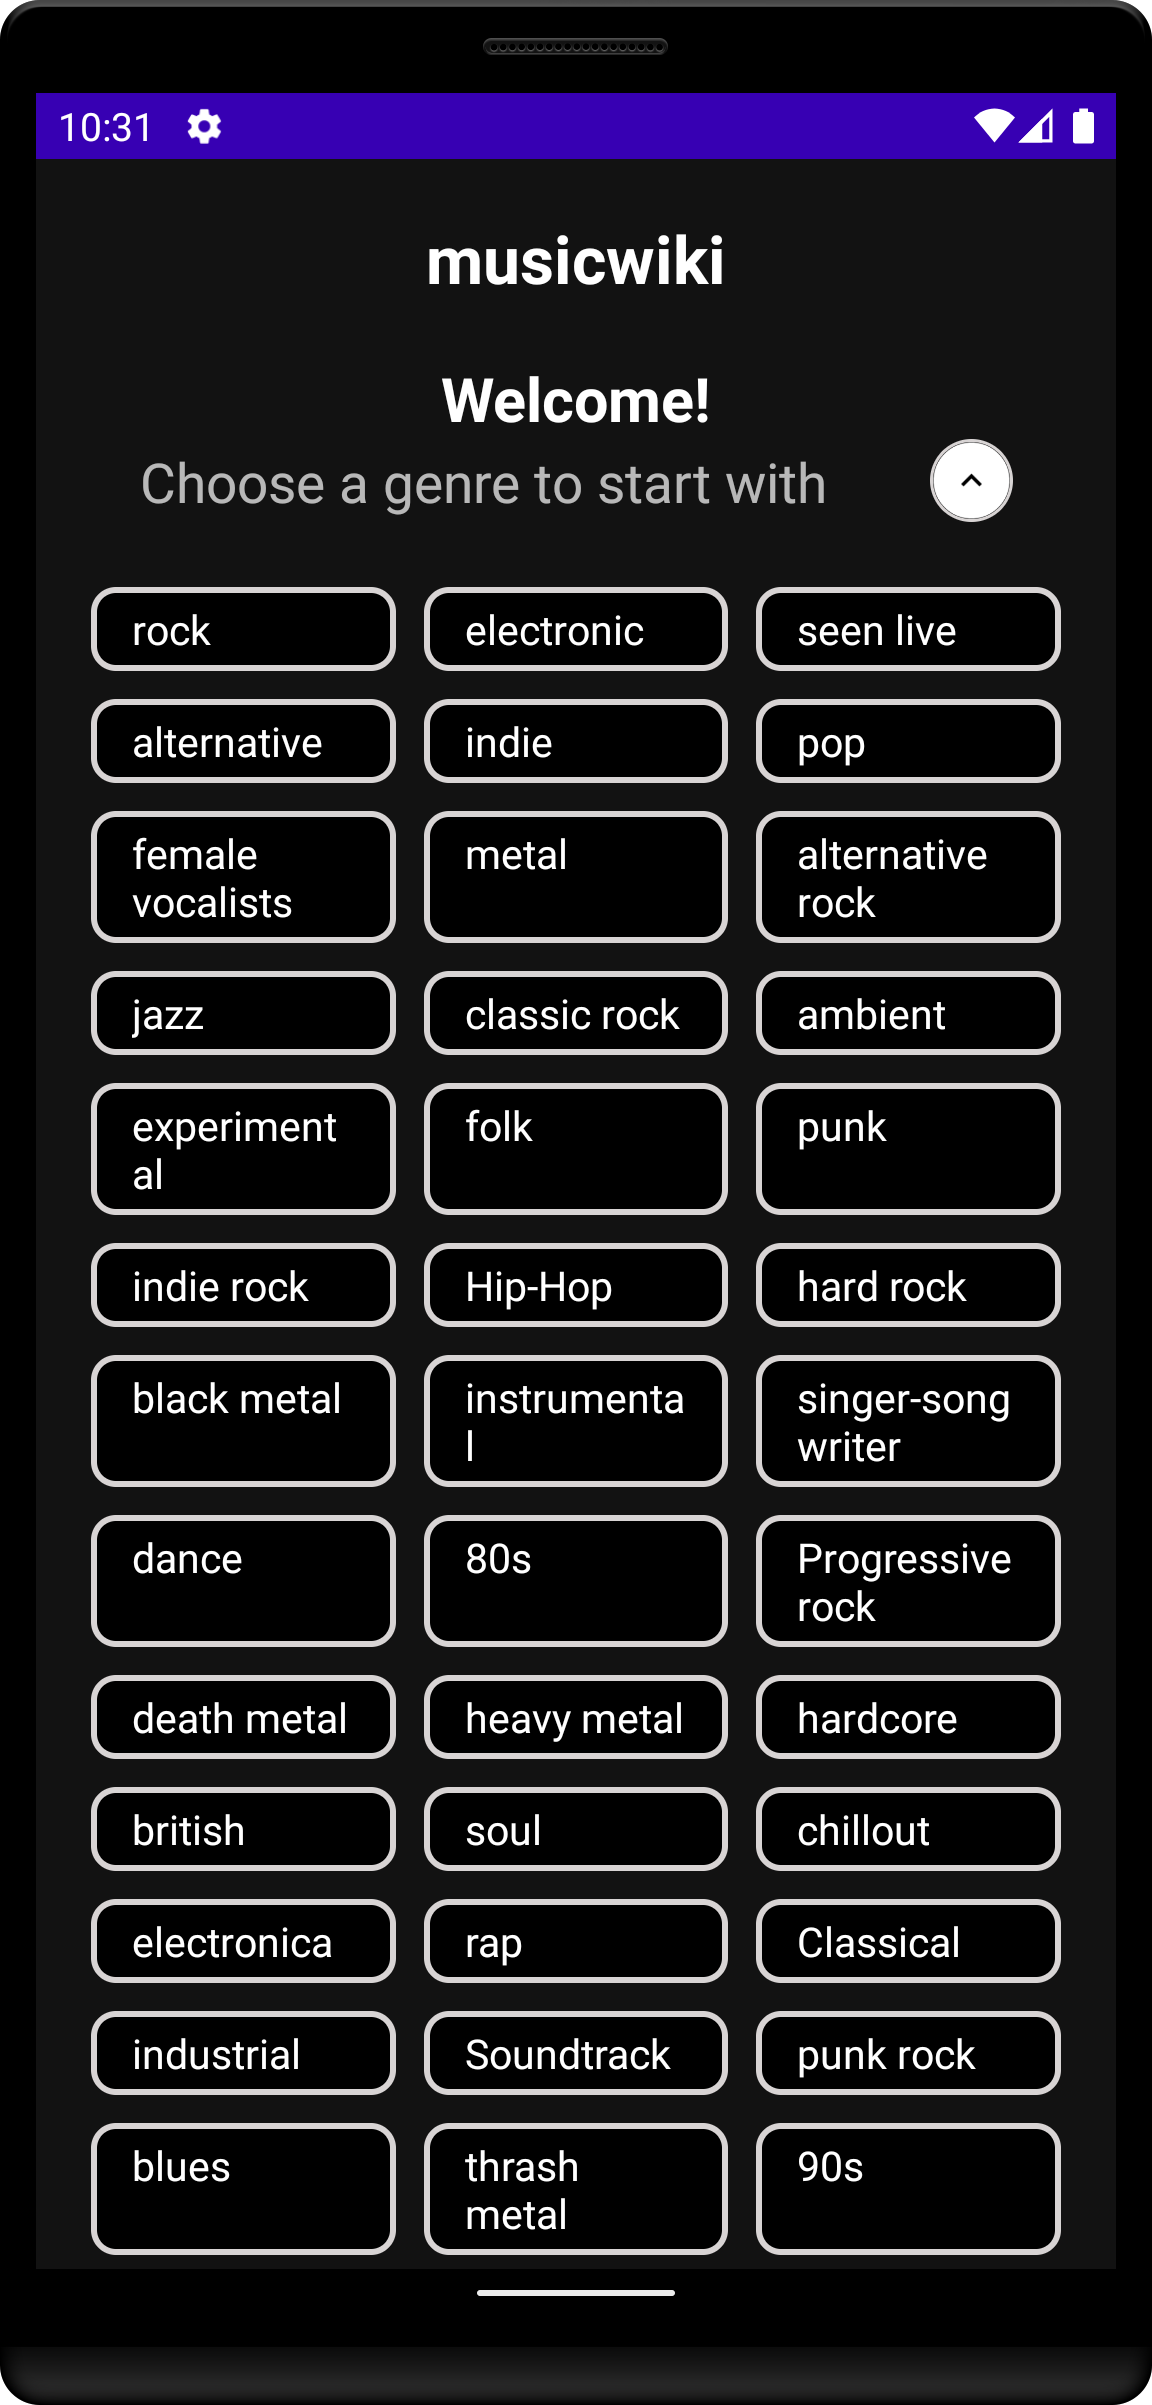 10:31
musicwiki
Welcome!
Choose a genre to start with
rock
electronic
seen live
alternative
indie
pop
female
vocalists
metal
alternative
rock
jazz
classic rock
ambient
experiment
al
folk
punk
indie rock
Hip-Hop
hard rock
black metal
instrumenta
l
singer-song
writer
dance
80s
Progressive
rock
death metal
heavy metal
hardcore
british
soul
chillout
electronica
rap
Classical
industrial
Soundtrack
punk rock
blues
thrash
metal
90s